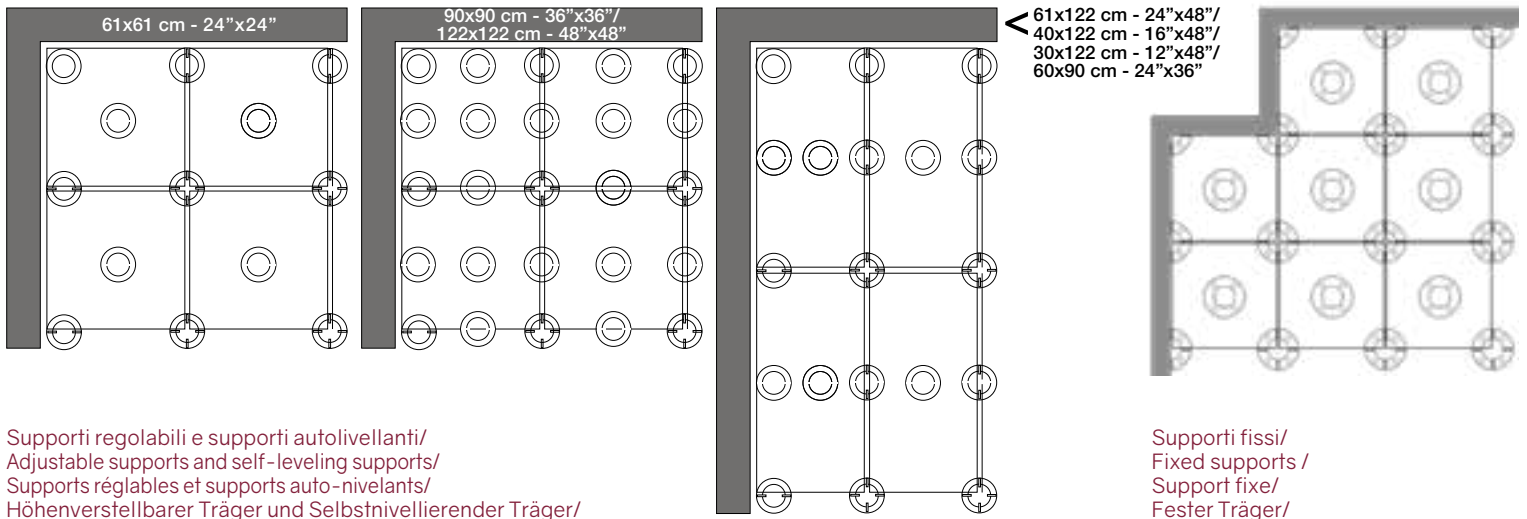 61x61 cm - 24”x24”
90x90 cm - 36”x36”/
122x122 cm - 48”x48”
< 61x122 cm - 24”x48”/
40x122 cm - 16”x48”/
30x122 cm - 12”x48”/
60x90 cm - 24”x36”
Supporti regolabili e supporti autolivellanti/
Adjustable supports and self-leveling supports/
Supports réglables et supports auto-nivelants/
Höhenverstellbarer Träger und Selbstnivellierender Träger/
Supporti fissi/
Fixed supports /
Support fixe/
Fester Träger/